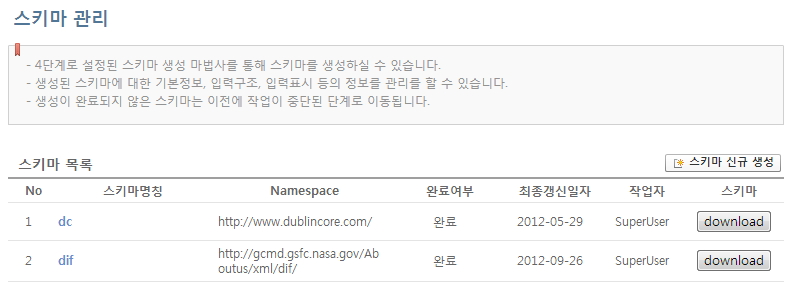 스키마 관리
- 4단계로 설정된 스키마 생성 마법사를 통해 스키마를 생성하실 수 있습니다.
- 생성된 스키마에 대한 기본정보, 입력구조, 입력표시 등의 정보를 관리를 할 수 있습니다.
- 생성이 완료되지 않은 스키마는 이전에 작업이 중단된 단계로 이동됩니다.
스키마 목록
스키마 신규 생성
No 스키마명칭 Namespace 완료여부 최종갱신일자 작업자 스키마
1 dc http://www.dublincore.com/ 완료 2012-05-29 SuperUser download
2 dif http://gcmd.gsfc.nasa.gov/Ab
outus/xml/dif/ 완료 2012-09-26 SuperUser download